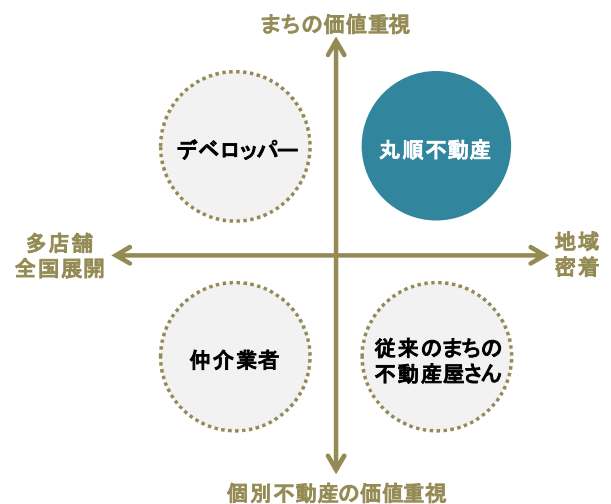 まちの価値重視
デベロッパー
丸順不動産
多店舗
全国展開
地域
密着
仲介業者
従来のまちの
不動産屋さん
個別不動産の価値重視